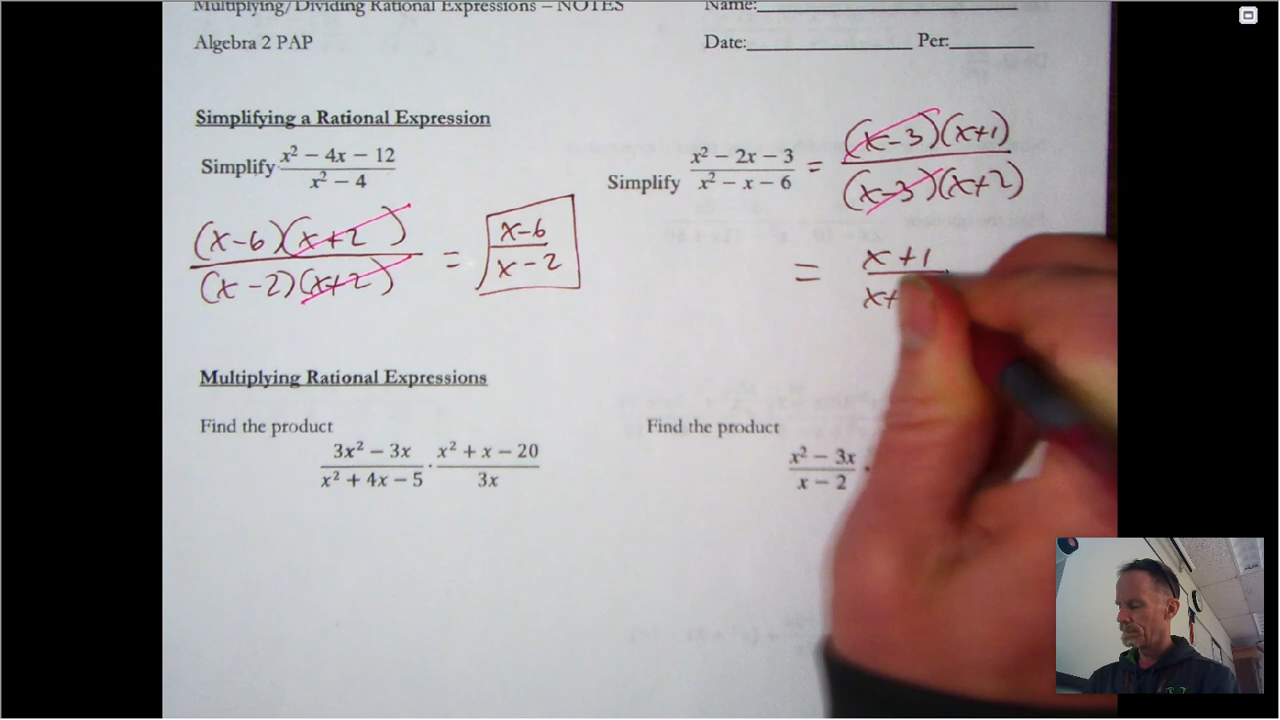 Multiplying/Dividing Rational Expressions – NOTES Name:
Algebra 2 PAP Date: Per:
Simplifying a Rational Expression
Simplify x² − 4x − 12 / x² − 4
(x-6)(x+2) / (x-2)(x+2) = x-6 / x-2
Simplify x² − 2x − 3 / x² − x − 6 = (x-3)(x+1) / (x-3)(x+2)
= x+1 / x+
Multiplying Rational Expressions
Find the product
3x² − 3x / x² + 4x − 5 · x² + x − 20 / 3x
Find the product
x² − 3x / x − 2 ·